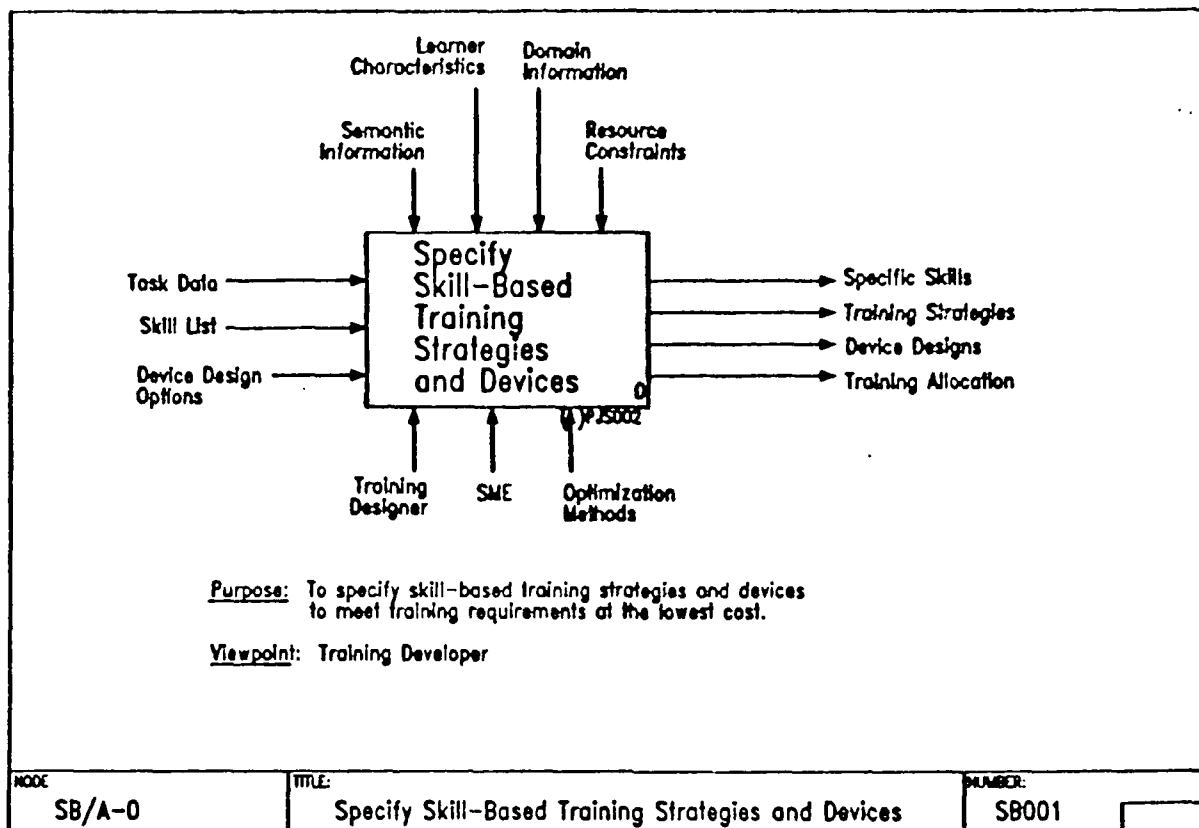 Learner
Characteristics
Domain
Information
Semantic
Information
Resource
Constraints
Specify
Skill-Based
Training
Strategies
and Devices
0
Task Data
Skill List
Device Design
Options
Specific Skills
Training Strategies
Device Designs
Training Allocation
PJS002
Training
Designer
SME
Optimization
Methods
Purpose: To specify skill-based training strategies and devices
to meet training requirements at the lowest cost.
Viewpoint: Training Developer
NODE
SB/A-0
TITLE:
Specify Skill-Based Training Strategies and Devices
NUMBER:
SB001